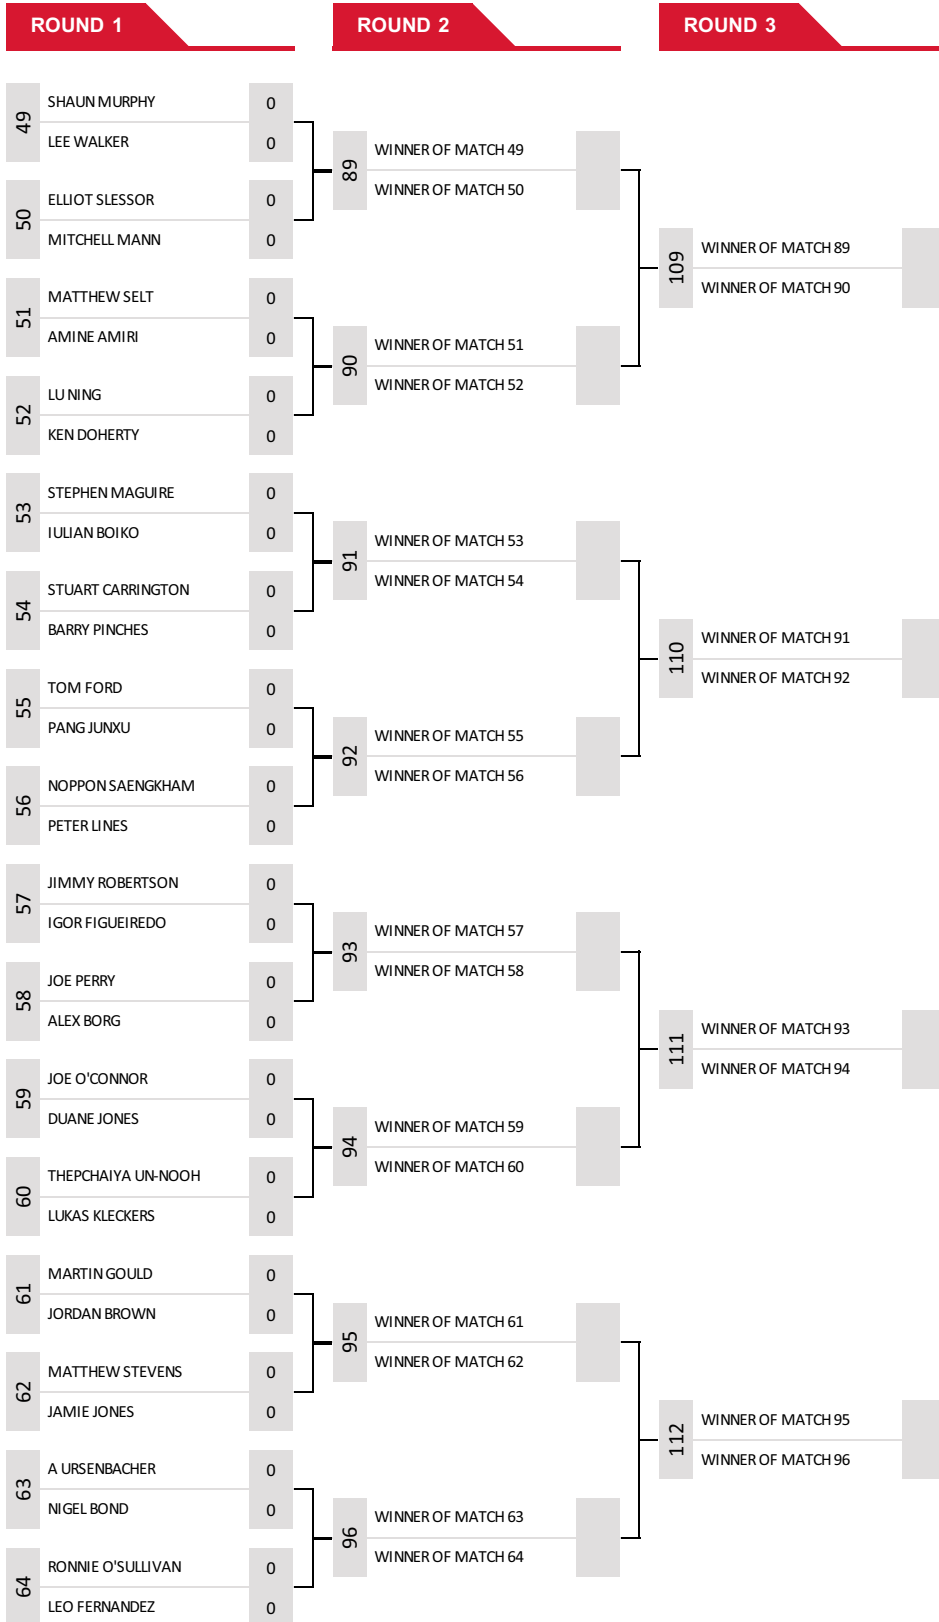 ROUND 1
ROUND 2
ROUND 3
49
SHAUN MURPHY 0
LEE WALKER 0
50
ELLIOT SLESSOR 0
MITCHELL MANN 0
51
MATTHEW SELT 0
AMINE AMIRI 0
52
LU NING 0
KEN DOHERTY 0
53
STEPHEN MAGUIRE 0
IULIAN BOIKO 0
54
STUART CARRINGTON 0
BARRY PINCHES 0
55
TOM FORD 0
PANG JUNXU 0
56
NOPPON SAENGKHAM 0
PETER LINES 0
57
JIMMY ROBERTSON 0
IGOR FIGUEIREDO 0
58
JOE PERRY 0
ALEX BORG 0
59
JOE O'CONNOR 0
DUANE JONES 0
60
THEPCHAIYA UN-NOOH 0
LUKAS KLECKERS 0
61
MARTIN GOULD 0
JORDAN BROWN 0
62
MATTHEW STEVENS 0
JAMIE JONES 0
63
A URSENBACHER 0
NIGEL BOND 0
64
RONNIE O'SULLIVAN 0
LEO FERNANDEZ 0
89
WINNER OF MATCH 49
WINNER OF MATCH 50
90
WINNER OF MATCH 51
WINNER OF MATCH 52
91
WINNER OF MATCH 53
WINNER OF MATCH 54
92
WINNER OF MATCH 55
WINNER OF MATCH 56
93
WINNER OF MATCH 57
WINNER OF MATCH 58
94
WINNER OF MATCH 59
WINNER OF MATCH 60
95
WINNER OF MATCH 61
WINNER OF MATCH 62
96
WINNER OF MATCH 63
WINNER OF MATCH 64
109
WINNER OF MATCH 89
WINNER OF MATCH 90
110
WINNER OF MATCH 91
WINNER OF MATCH 92
111
WINNER OF MATCH 93
WINNER OF MATCH 94
112
WINNER OF MATCH 95
WINNER OF MATCH 96